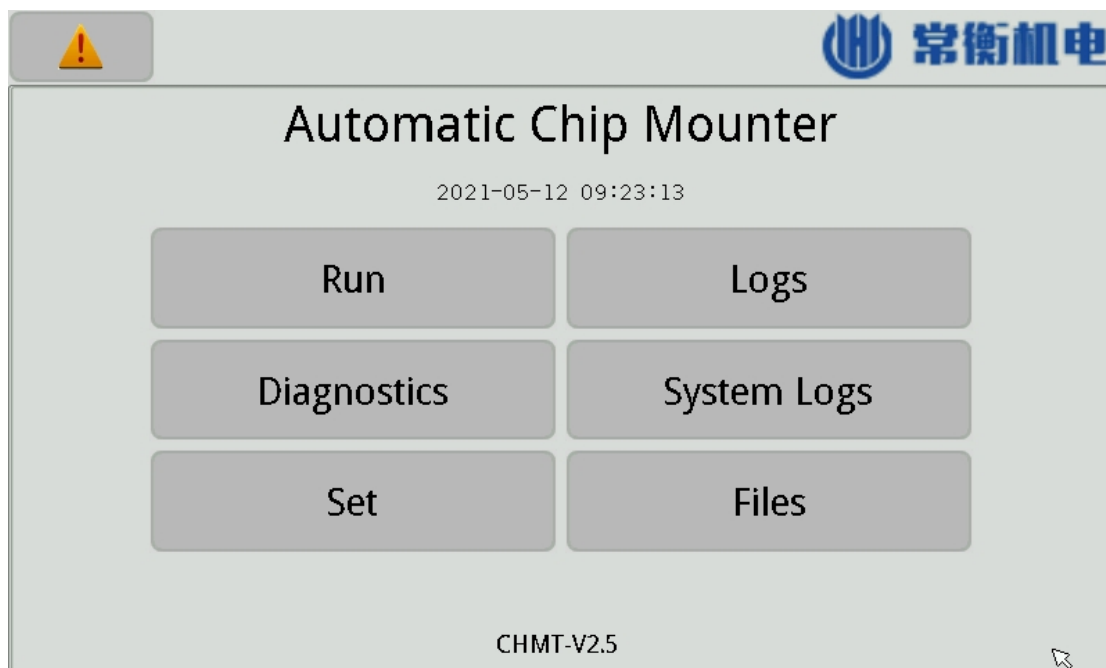 常衡机电
Automatic Chip Mounter
2021-05-12 09:23:13
Run
Logs
Diagnostics
System Logs
Set
Files
CHMT-V2.5